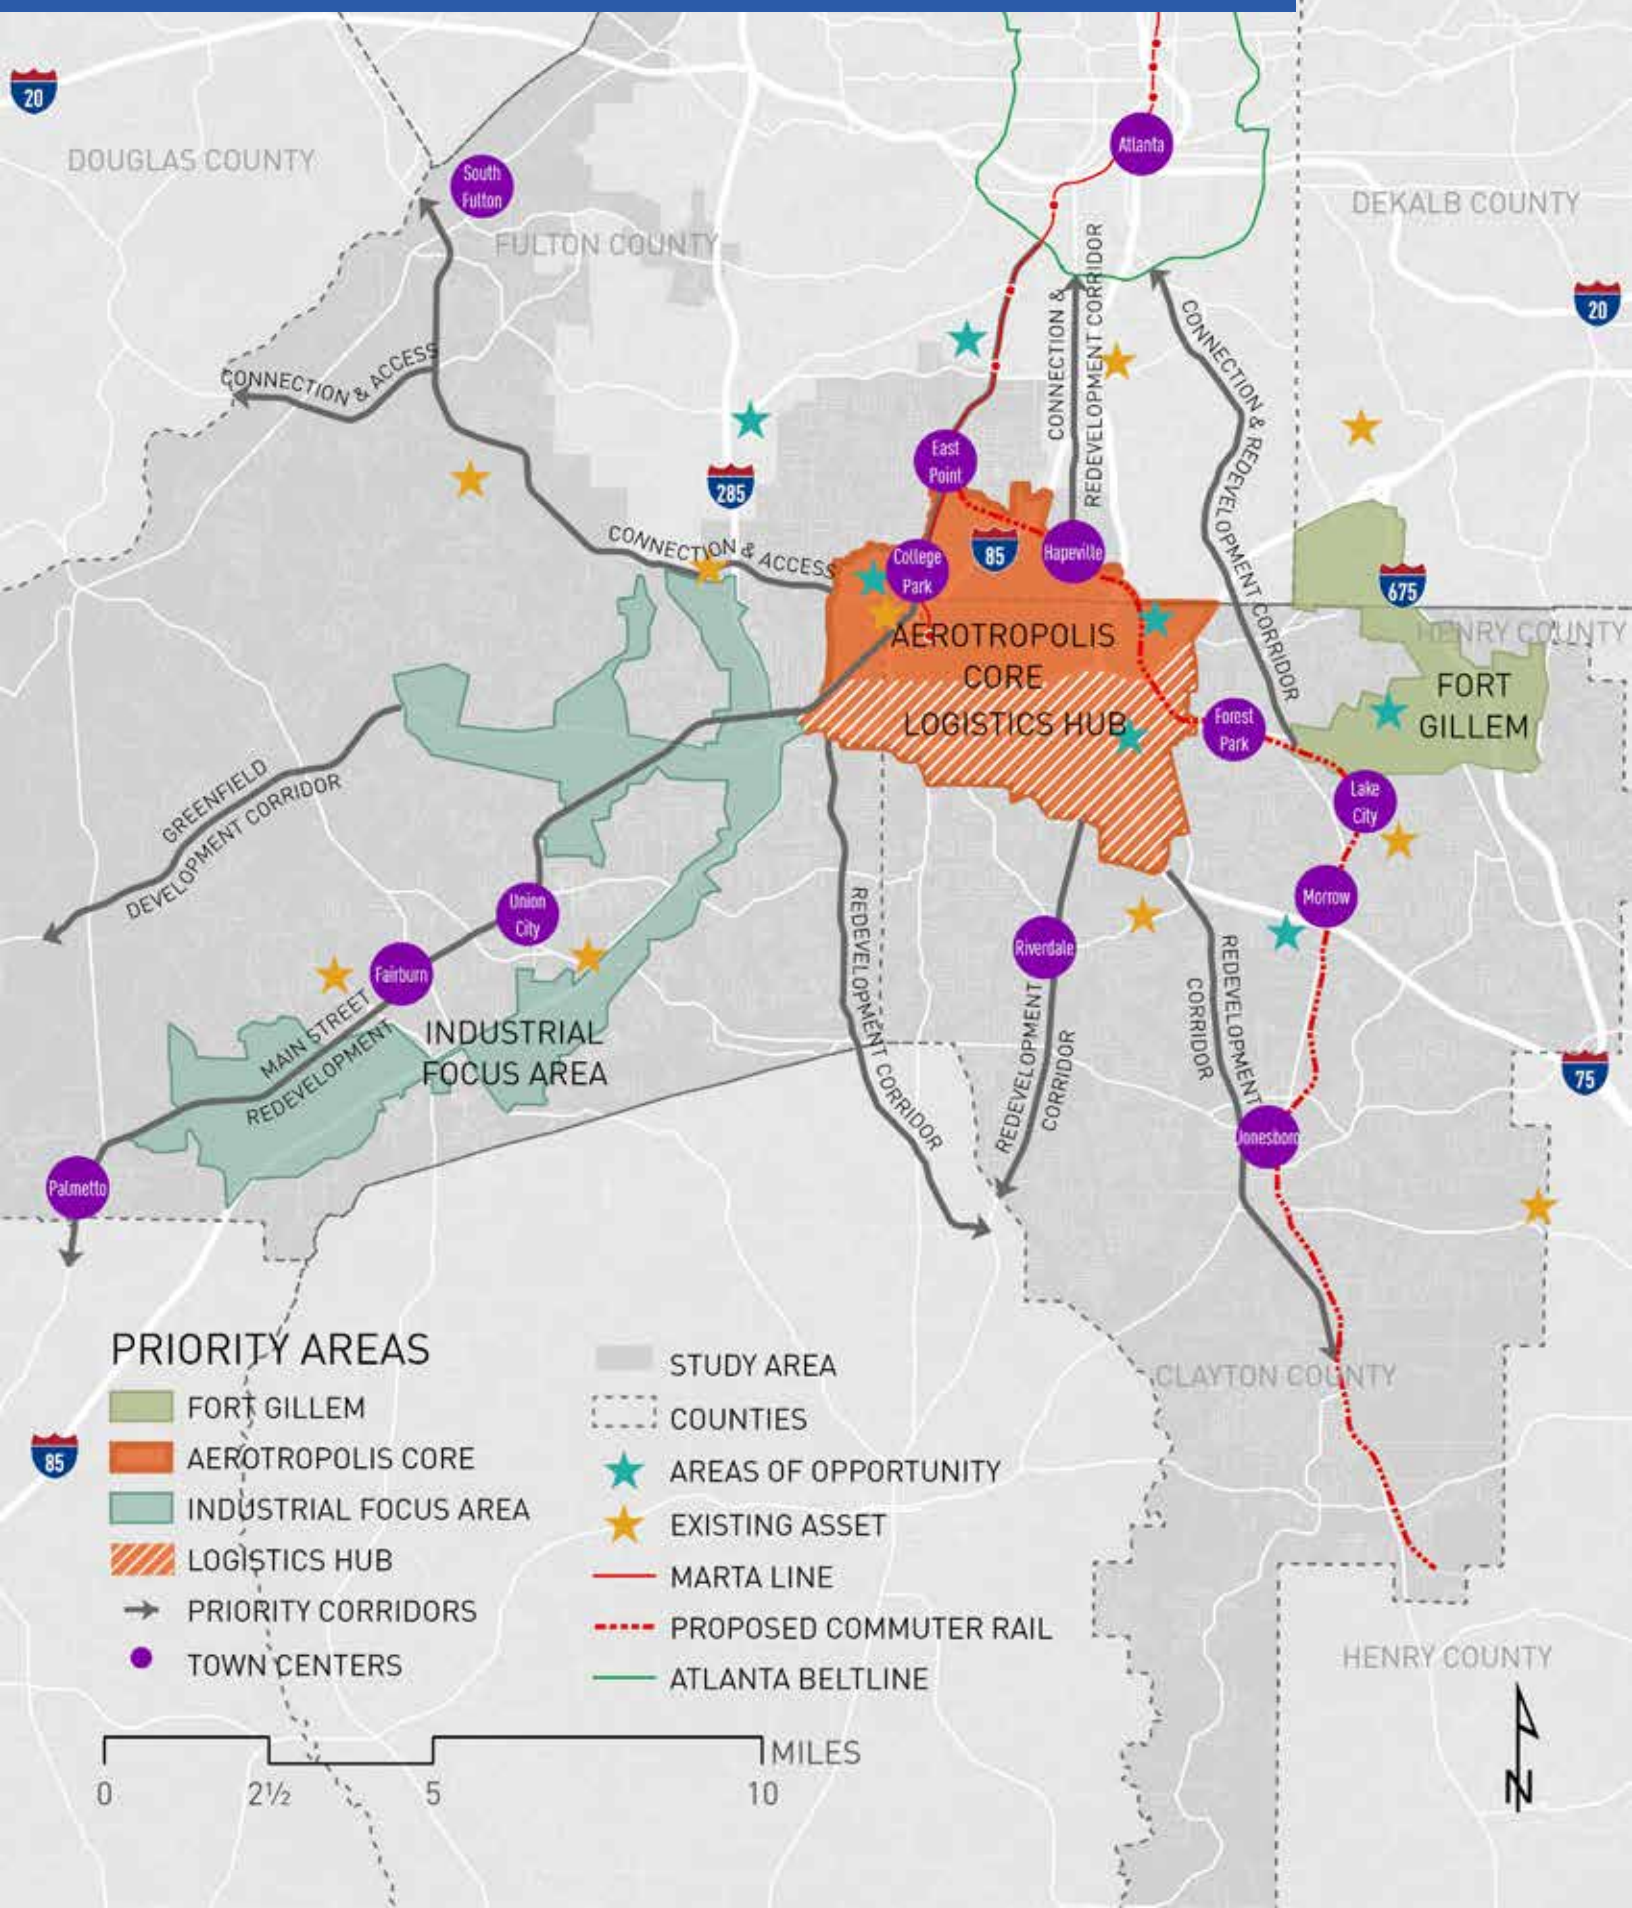 20
DOUGLAS COUNTY
South
Fulton
FULTON COUNTY
Atlanta
DEKALB COUNTY
20
CONNECTION & ACCESS
CONNECTION &
REDEVELOPMENT CORRIDOR
CONNECTION & REDEVELOPMENT CORRIDOR
285
East
Point
CONNECTION & ACCESS
College
Park
85
Hapeville
675
HENRY COUNTY
AEROTROPOLIS
CORE
LOGISTICS HUB
Forest
Park
FORT
GILLEM
Lake
City
GREENFIELD
DEVELOPMENT CORRIDOR
Union
City
Morrow
Riverdale
Fairburn
REDEVELOPMENT CORRIDOR
REDEVELOPMENT
CORRIDOR
REDEVELOPMENT
CORRIDOR
MAIN STREET
REDEVELOPMENT
INDUSTRIAL
FOCUS AREA
75
Jonesboro
Palmetto
CLAYTON COUNTY
PRIORITY AREAS
FORT GILLEM
AEROTROPOLIS CORE
INDUSTRIAL FOCUS AREA
LOGISTICS HUB
PRIORITY CORRIDORS
TOWN CENTERS
STUDY AREA
COUNTIES
AREAS OF OPPORTUNITY
EXISTING ASSET
MARTA LINE
PROPOSED COMMUTER RAIL
ATLANTA BELTLINE
85
HENRY COUNTY
MILES
0 2½ 5 10
N